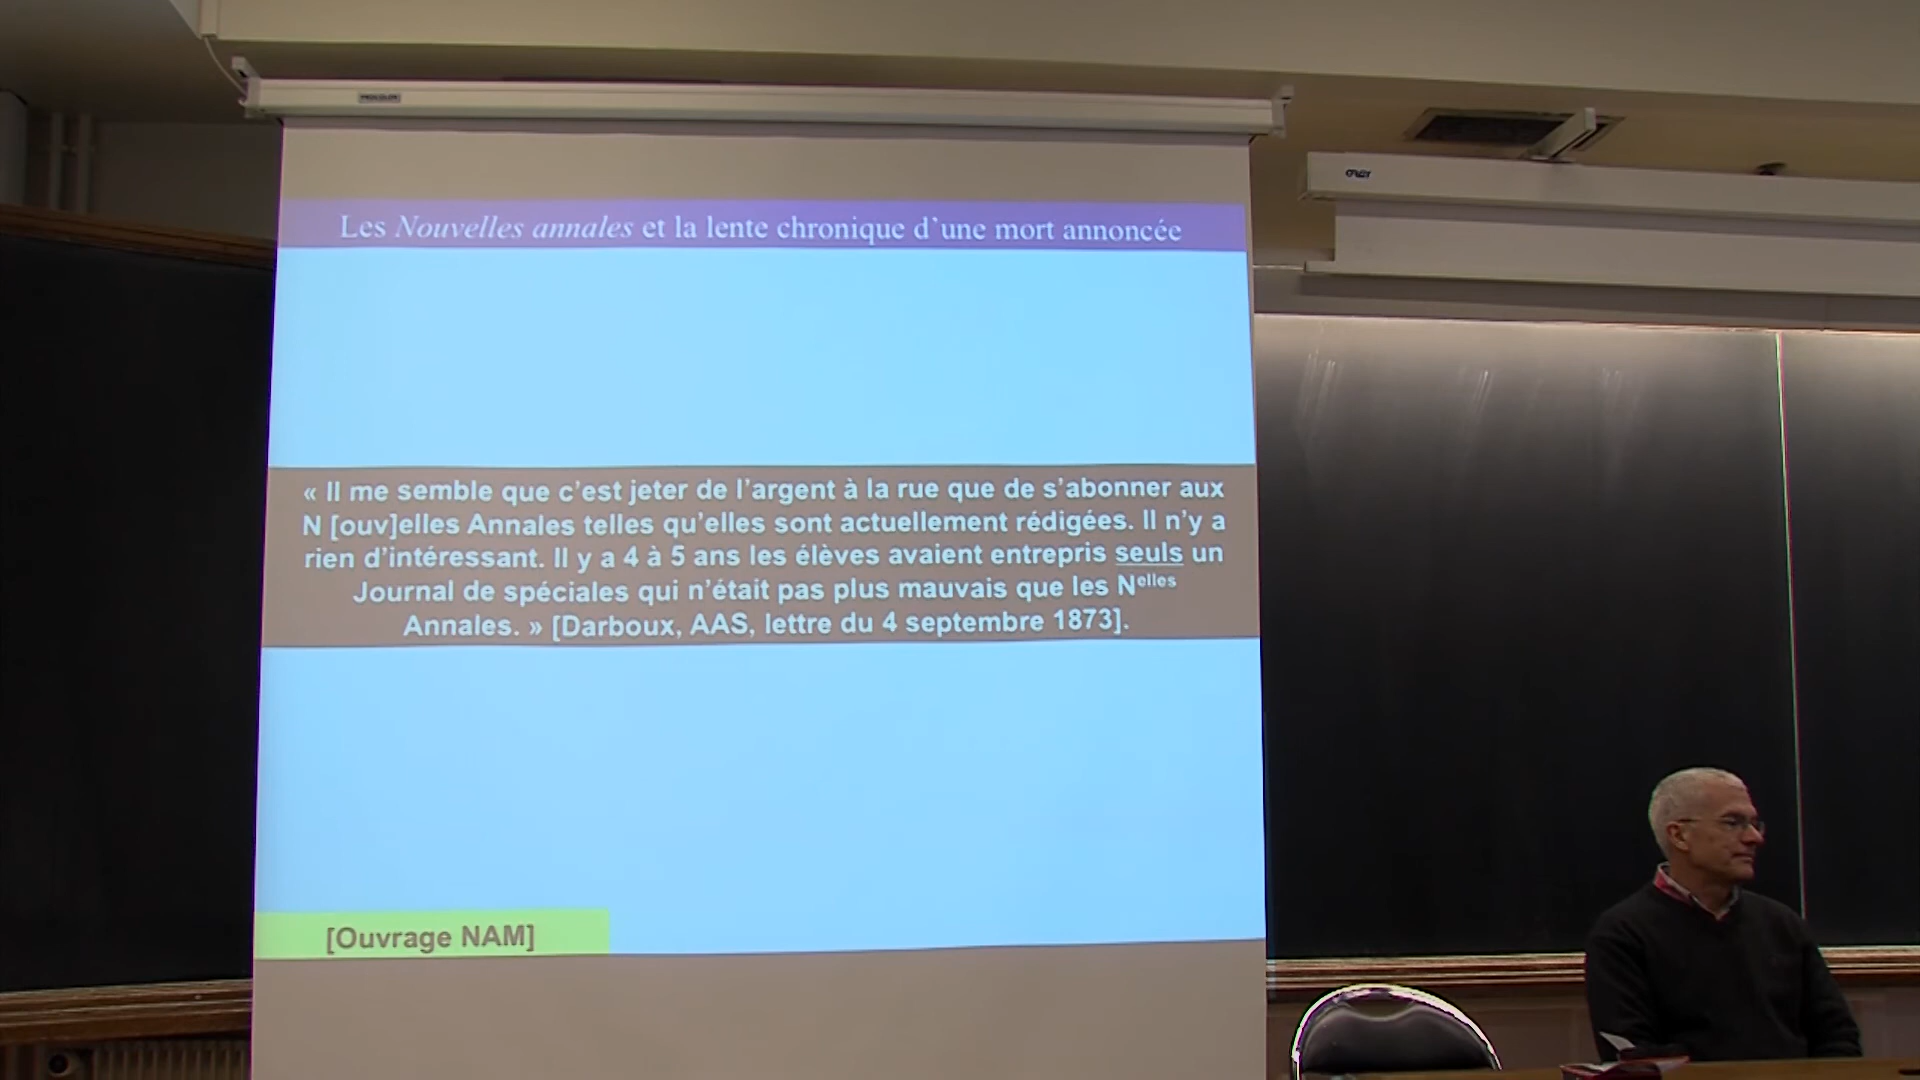 Les Nouvelles annales et la lente chronique d’une mort annoncée
« Il me semble que c’est jeter de l’argent à la rue que de s’abonner aux
N [ouv]elles Annales telles qu’elles sont actuellement rédigées. Il n’y a
rien d’intéressant. Il y a 4 à 5 ans les élèves avaient entrepris seuls un
Journal de spéciales qui n’était pas plus mauvais que les Nelles
Annales. » [Darboux, AAS, lettre du 4 septembre 1873].
[Ouvrage NAM]